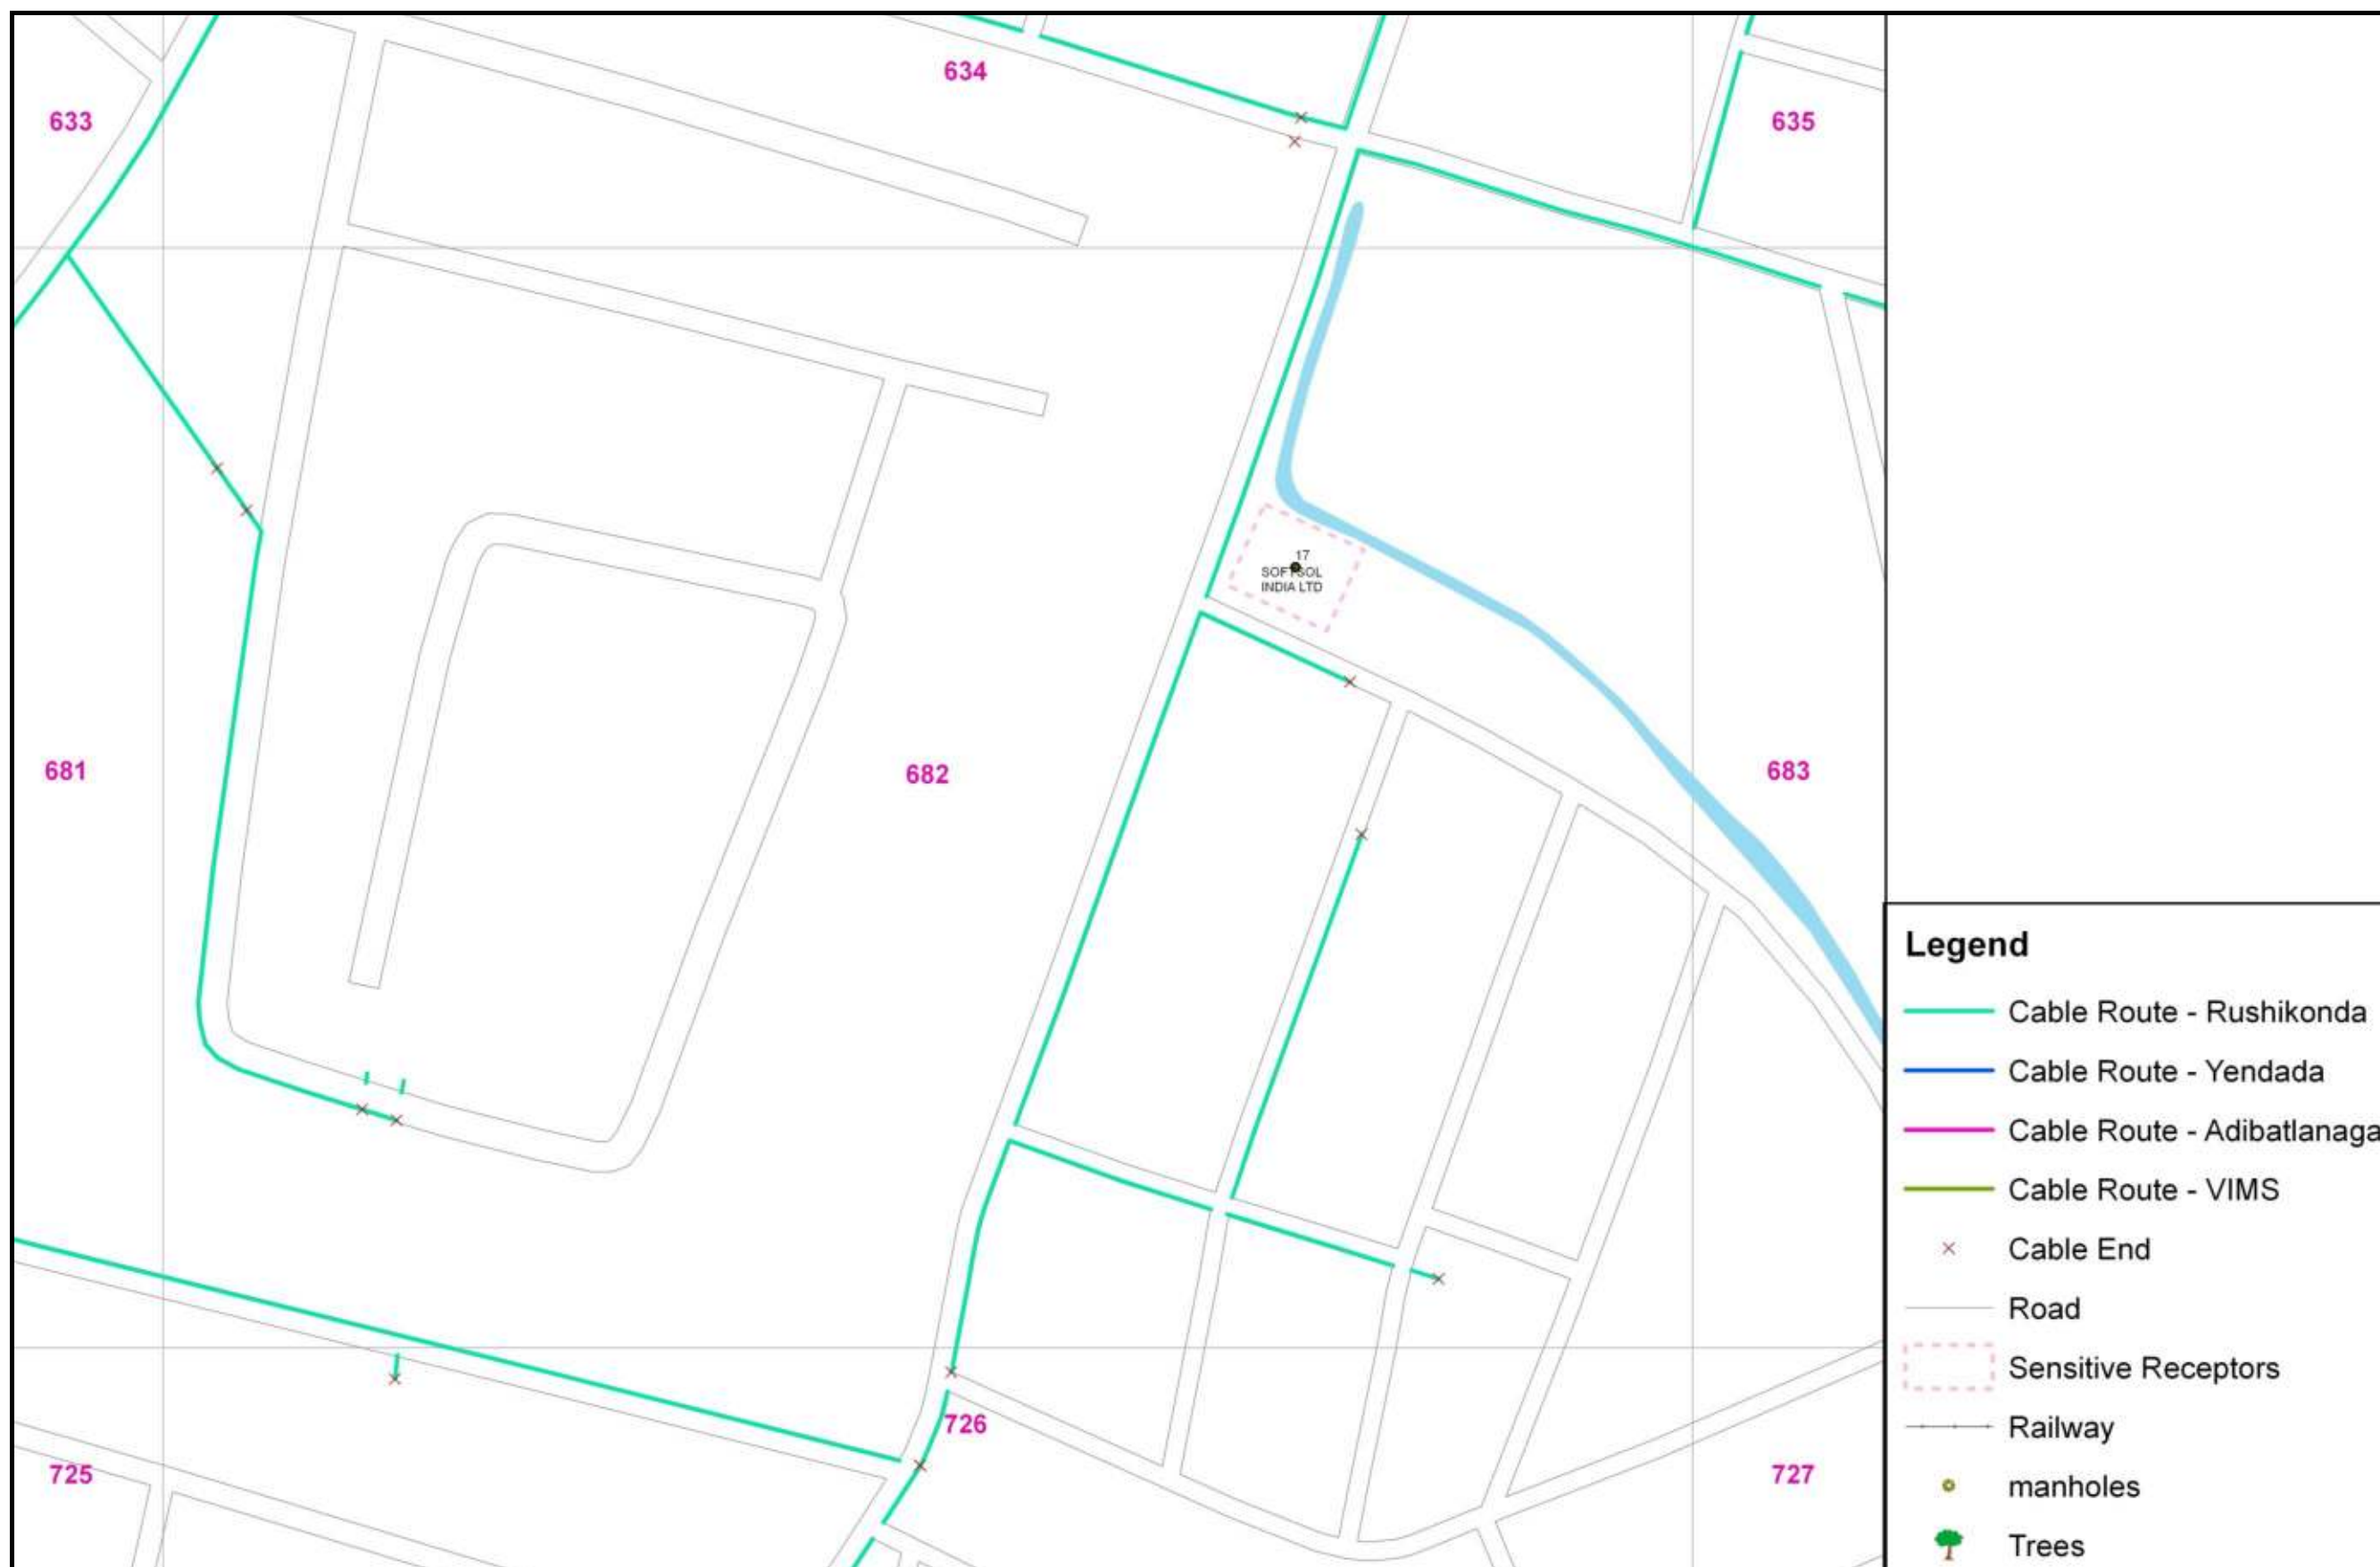 634
633
635
17
SOFTSOL
INDIA LTD
681
682
683
Legend
Cable Route - Rushikonda
Cable Route - Yendada
Cable Route - Adibatlanaga
Cable Route - VIMS
Cable End
Road
Sensitive Receptors
Railway
manholes
Trees
726
725
727